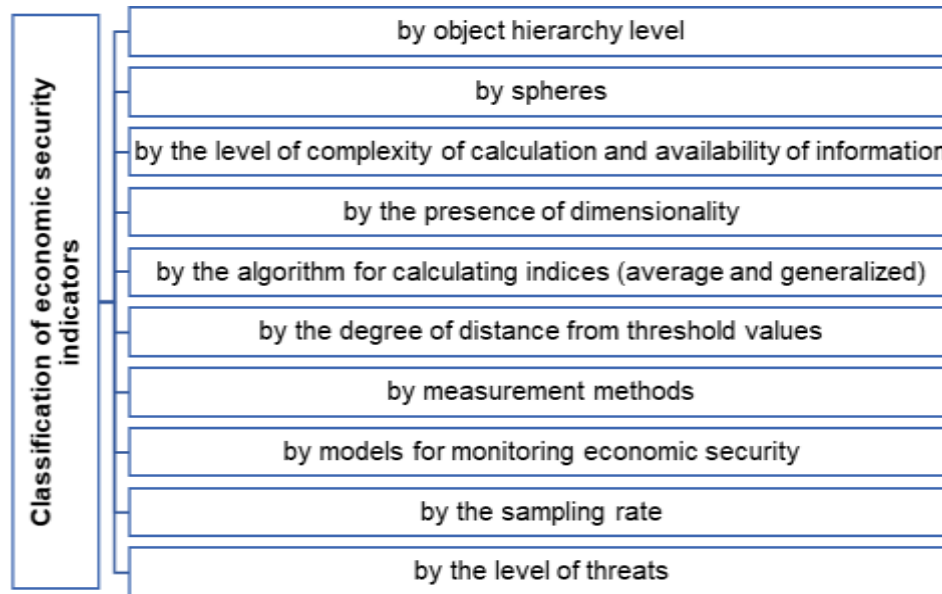 Classification of economic security
indicators
by object hierarchy level
by spheres
by the level of complexity of calculation and availability of information
by the presence of dimensionality
by the algorithm for calculating indices (average and generalized)
by the degree of distance from threshold values
by measurement methods
by models for monitoring economic security
by the sampling rate
by the level of threats